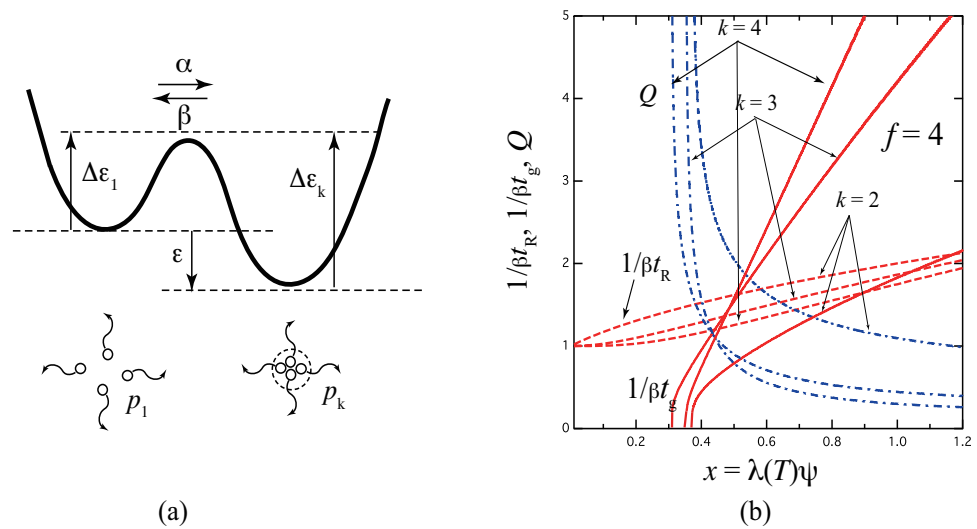 (a)
α
β
Δε1
Δεk
ε
p1
pk
(b)
1/βtR, 1/βtg, Q
5
4
3
2
1
0
k = 4
Q
k = 3
f = 4
k = 2
1/βtR
1/βtg
0.2 0.4 0.6 0.8 1.0 1.2
x = λ(T)ψ
(a) (b)